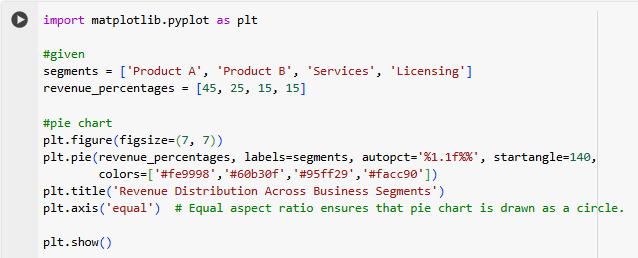 import matplotlib.pyplot as plt
#given
segments = ['Product A', 'Product B', 'Services', 'Licensing']
revenue_percentages = [45, 25, 15, 15]
#pie chart
plt.figure(figsize=(7, 7))
plt.pie(revenue_percentages, labels=segments, autopct='%1.1f%%', startangle=140,
colors=['#fe9998','#60b30f','#95ff29','#facc90'])
plt.title('Revenue Distribution Across Business Segments')
plt.axis('equal')  # Equal aspect ratio ensures that pie chart is drawn as a circle.
plt.show()